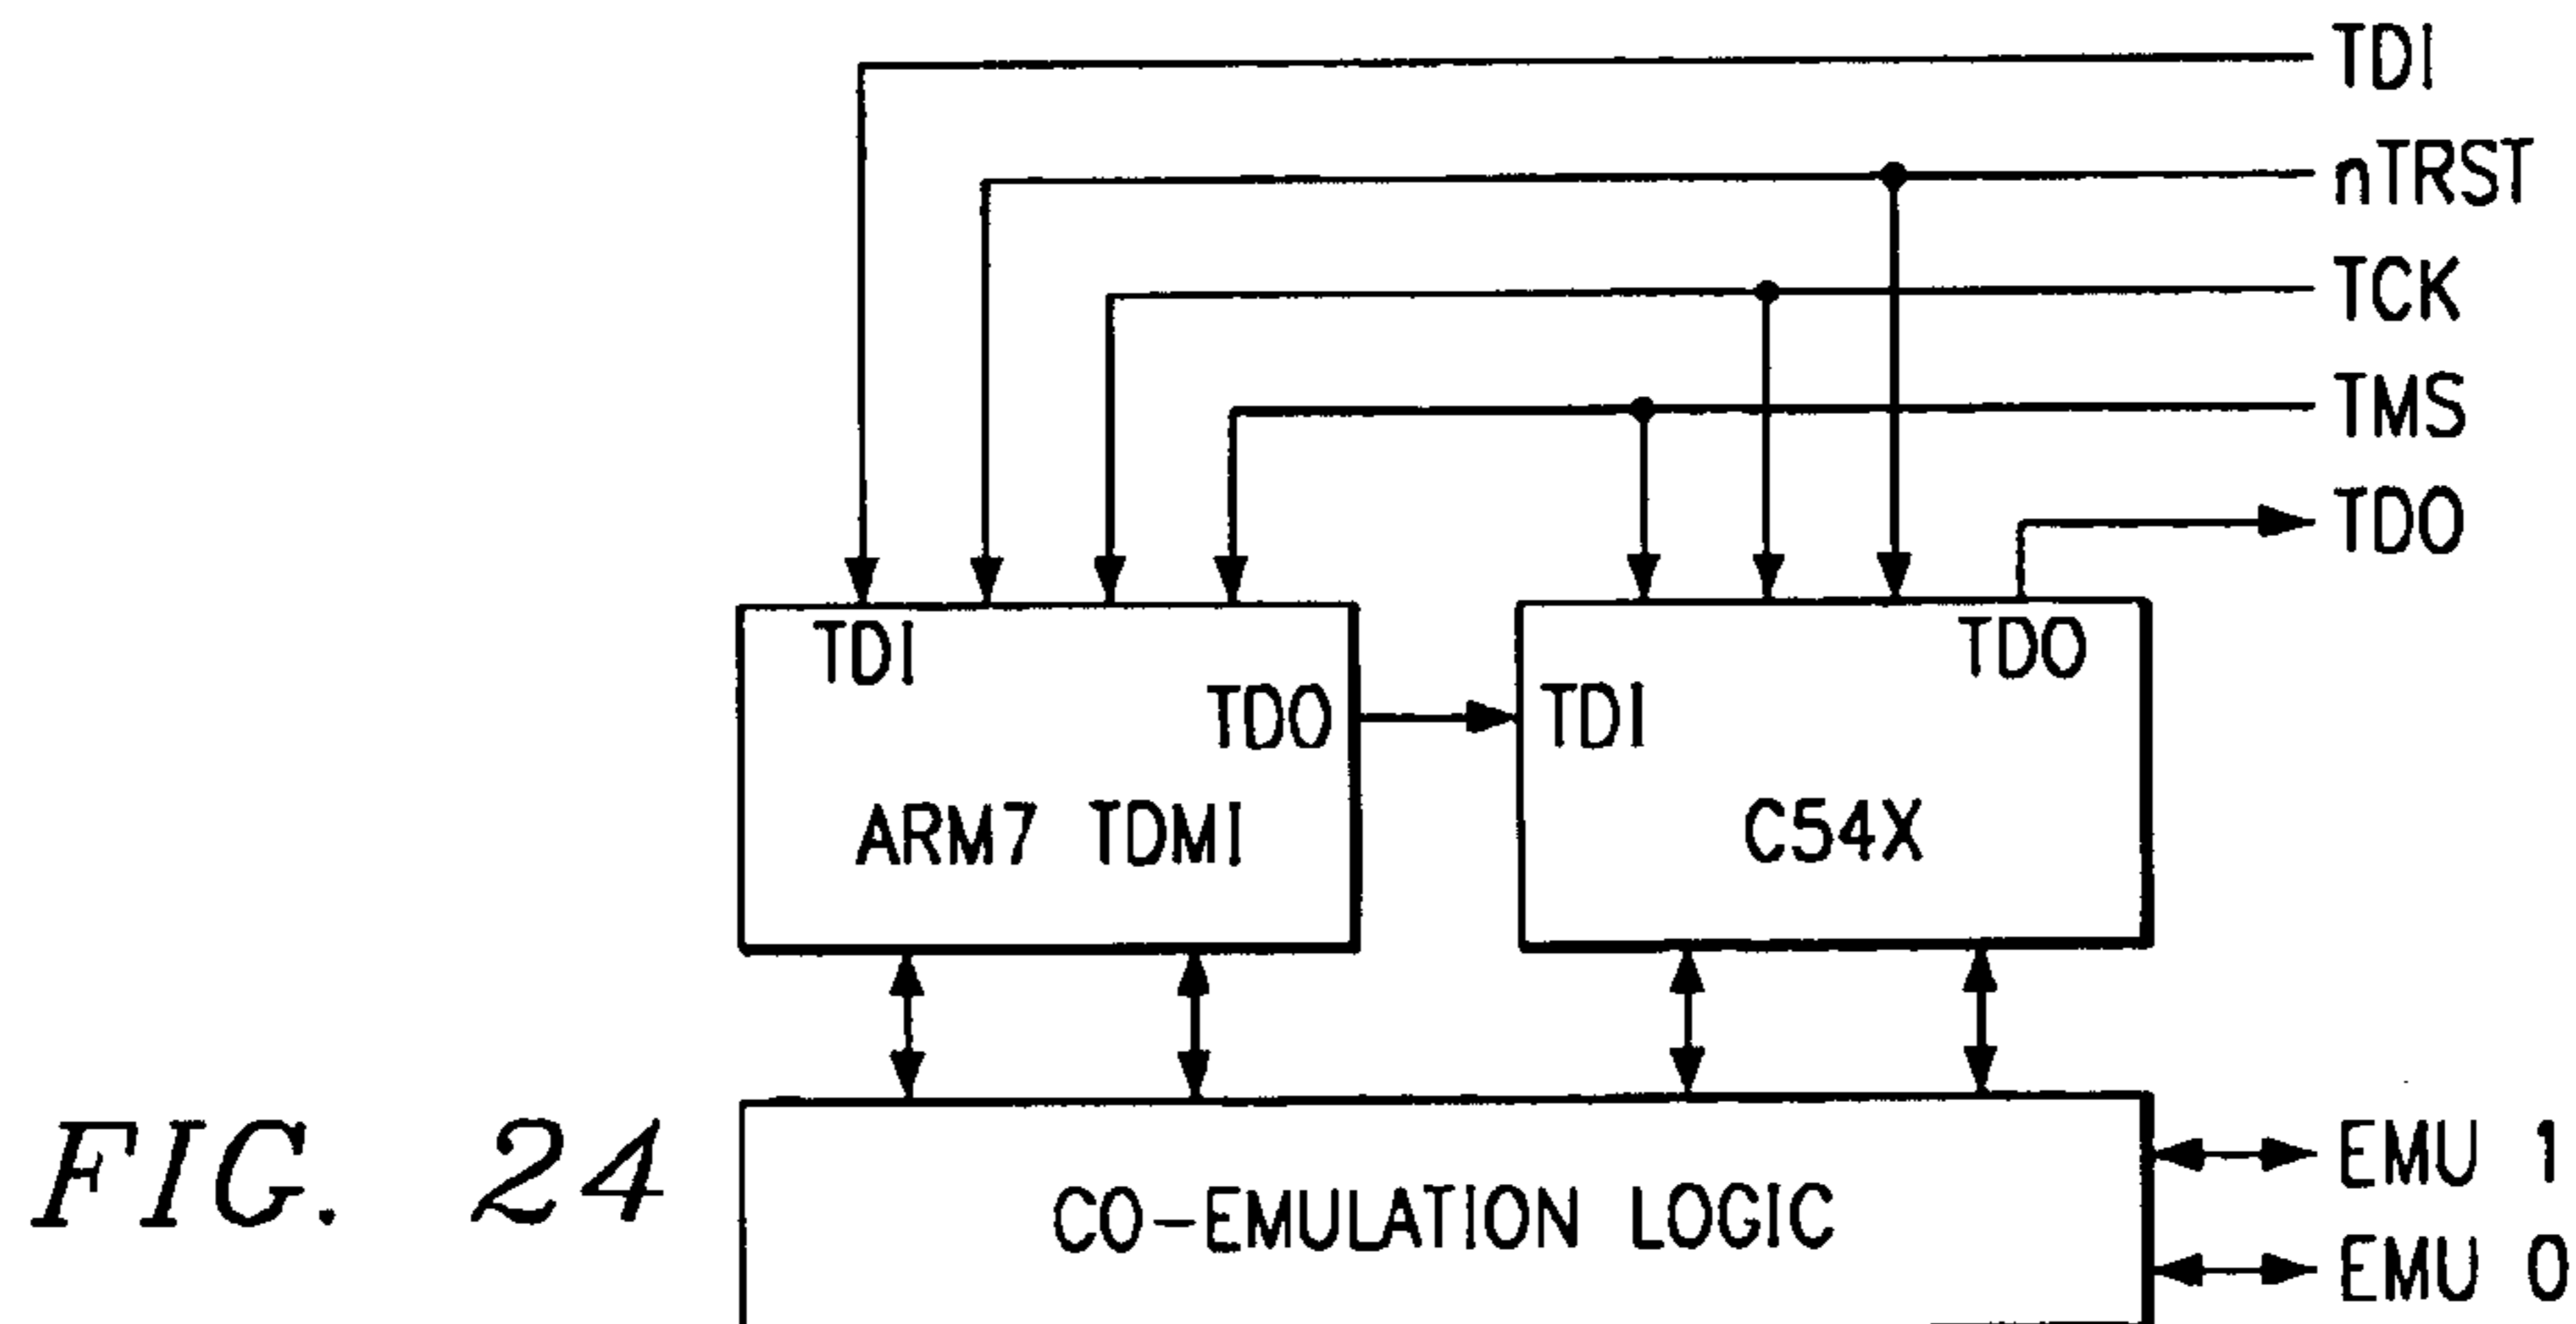 TDI
nTRST
TCK
TMS
TDO
TDI
TDO
TDO
TDI
ARM7 TDMI
C54X
EMU 1
FIG. 24
CO-EMULATION LOGIC
EMU 0